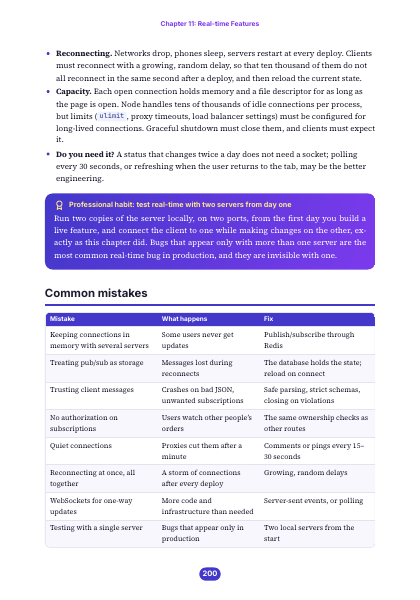 Chapter 11: Real-time Features
• Reconnecting. Networks drop, phones sleep, servers restart at every deploy. Clients
must reconnect with a growing, random delay, so that ten thousand of them do not
all reconnect in the same second after a deploy, and then reload the current state.
• Capacity. Each open connection holds memory and a file descriptor for as long as
the page is open. Node handles tens of thousands of idle connections per process,
but limits (ulimit, proxy timeouts, load balancer settings) must be configured for
long-lived connections. Graceful shutdown must close them, and clients must expect
it.
• Do you need it? A status that changes twice a day does not need a socket; polling
every 30 seconds, or refreshing when the user returns to the tab, may be the better
engineering.
Professional habit: test real-time with two servers from day one
Run two copies of the server locally, on two ports, from the first day you build a
live feature, and connect the client to one while making changes on the other, ex-
actly as this chapter did. Bugs that appear only with more than one server are the
most common real-time bug in production, and they are invisible with one.
Common mistakes
Mistake What happens Fix
Keeping connections in Some users never get Publish/subscribe through
memory with several servers updates Redis
Treating pub/sub as storage Messages lost during The database holds the state;
reconnects reload on connect
Trusting client messages Crashes on bad JSON, Safe parsing, strict schemas,
unwanted subscriptions closing on violations
No authorization on Users watch other people's The same ownership checks as
subscriptions orders other routes
Quiet connections Proxies cut them after a Comments or pings every 15–
minute 30 seconds
Reconnecting at once, all A storm of connections Growing, random delays
together after every deploy
WebSockets for one-way More code and Server-sent events, or polling
updates infrastructure than needed
Testing with a single server Bugs that appear only in Two local servers from the
production start
200